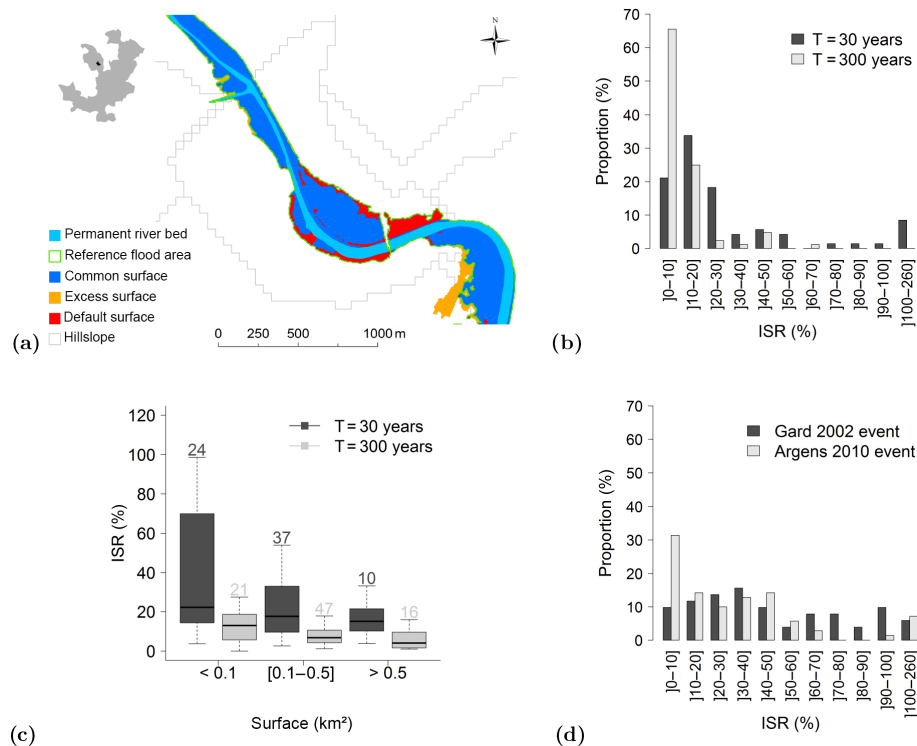 N
Permanent river bed
Reference flood area
Common surface
Excess surface
Default surface
Hillslope
0 250 500 1000 m
(a)
70
60
50
40
30
20
10
0
Proportion (%)
T = 30 years
T = 300 years
]0–10]
]10–20]
]20–30]
]30–40]
]40–50]
]50–60]
]60–70]
]70–80]
]80–90]
]90–100]
]100–260]
ISR (%)
(b)
120
100
80
60
40
20
0
ISR (%)
T = 30 years
T = 300 years
24
21
37
47
10
16
< 0.1
[0.1–0.5]
> 0.5
Surface (km²)
(c)
70
60
50
40
30
20
10
0
Proportion (%)
Gard 2002 event
Argens 2010 event
]0–10]
]10–20]
]20–30]
]30–40]
]40–50]
]50–60]
]60–70]
]70–80]
]80–90]
]90–100]
]100–260]
ISR (%)
(d)